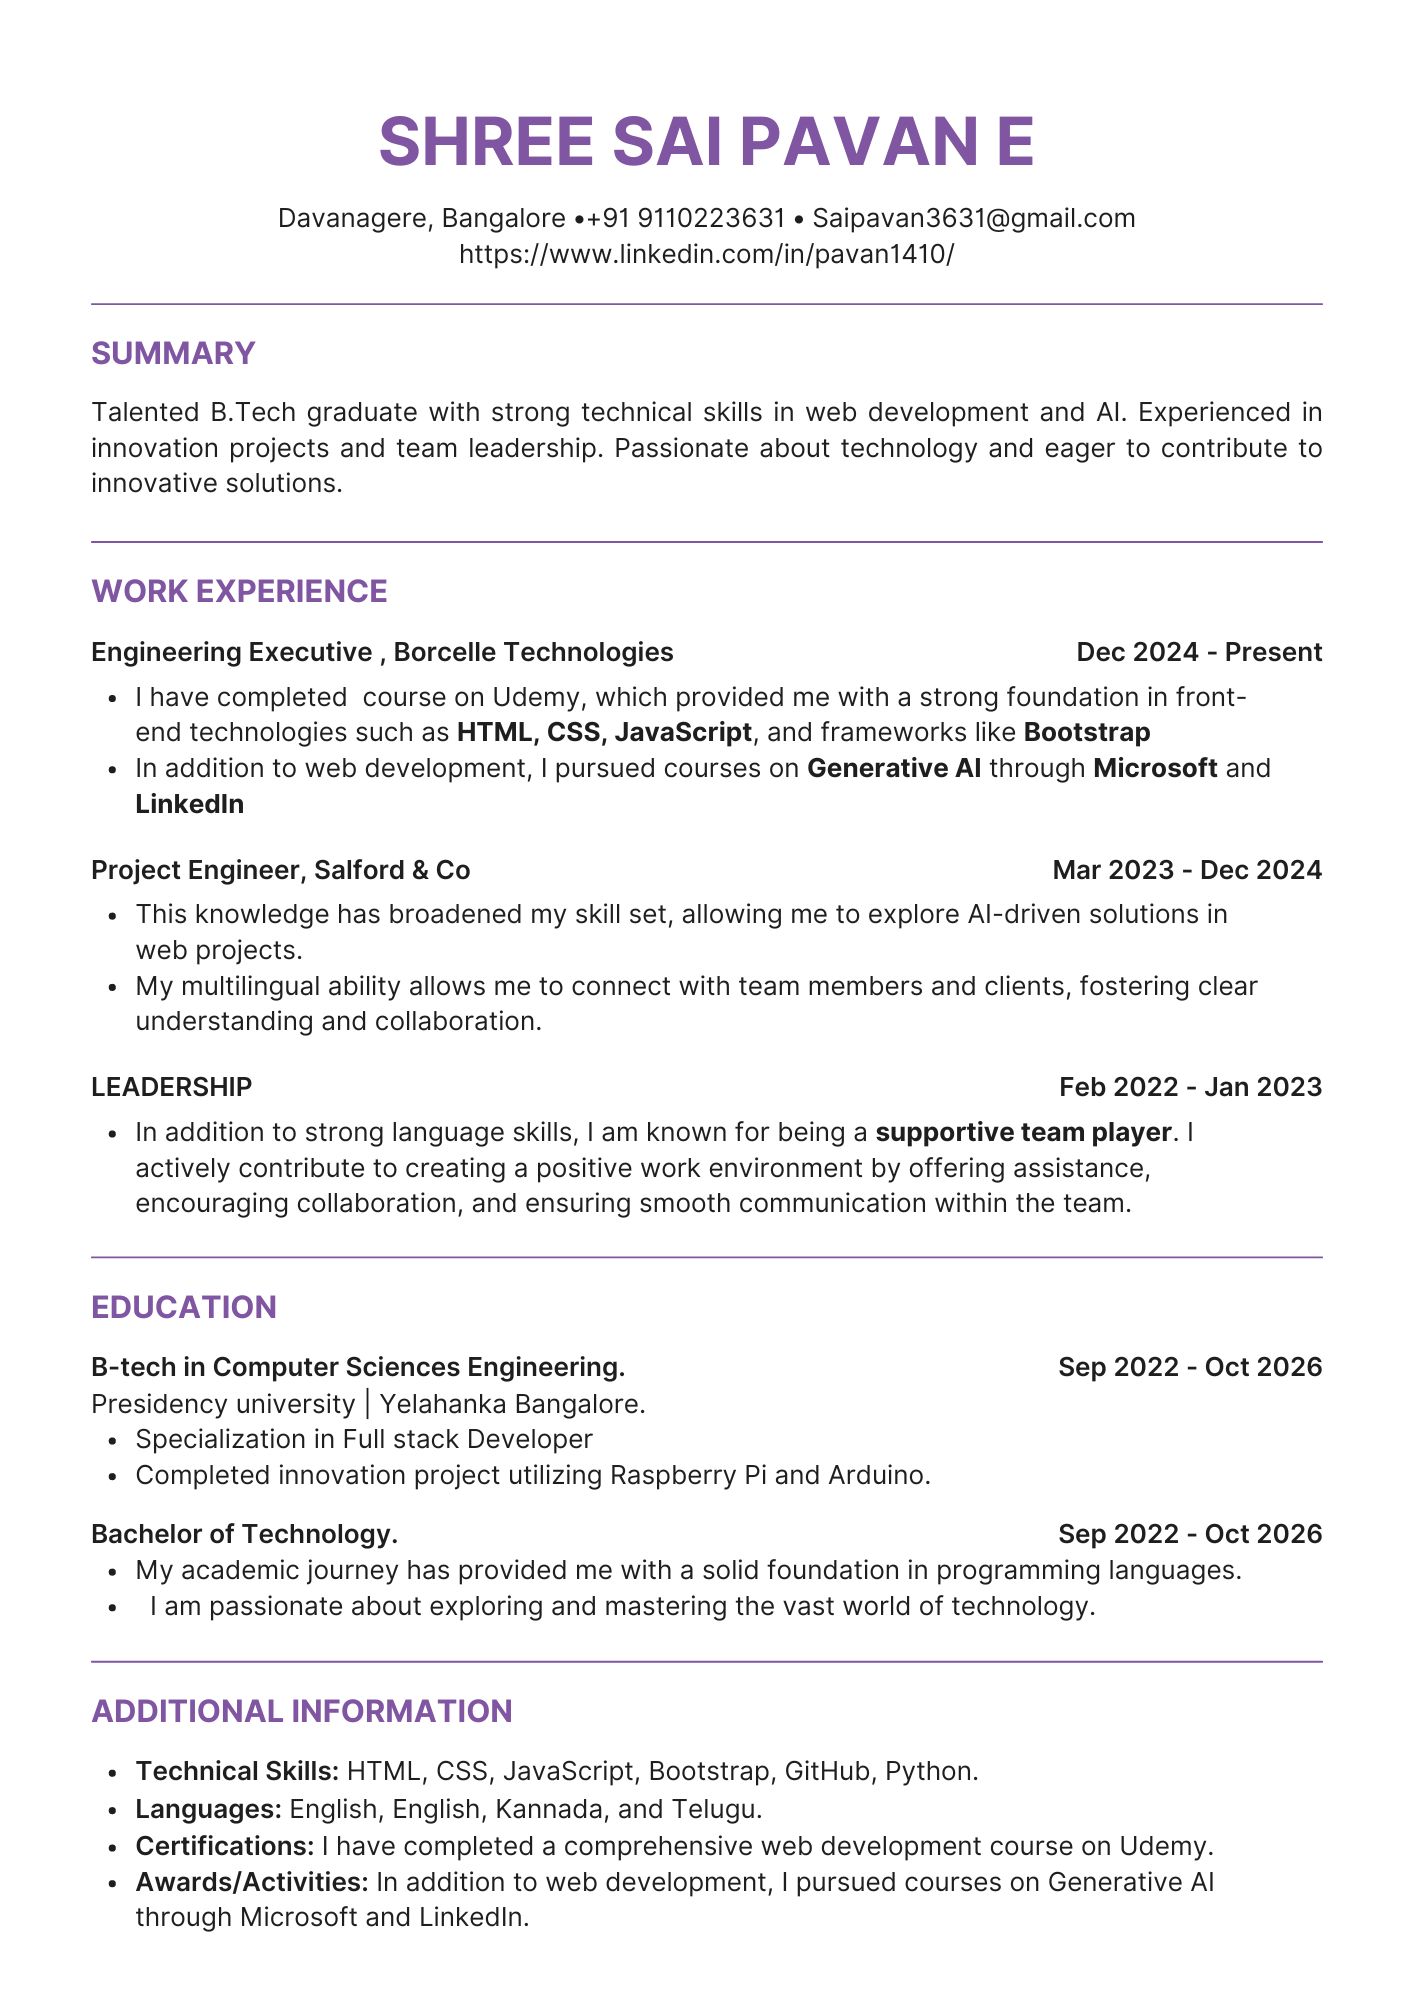 SHREE SAI PAVAN E
Davanagere, Bangalore •+91 9110223631 • Saipavan3631@gmail.com
https://www.linkedin.com/in/pavan1410/
SUMMARY
Talented B.Tech graduate with strong technical skills in web development and AI. Experienced in
innovation projects and team leadership. Passionate about technology and eager to contribute to
innovative solutions.
WORK EXPERIENCE
Engineering Executive , Borcelle Technologies Dec 2024 - Present
• I have completed  course on Udemy, which provided me with a strong foundation in front-
end technologies such as HTML, CSS, JavaScript, and frameworks like Bootstrap
• In addition to web development, I pursued courses on Generative AI through Microsoft and
LinkedIn
Project Engineer, Salford & Co Mar 2023 - Dec 2024
• This knowledge has broadened my skill set, allowing me to explore AI-driven solutions in
web projects.
• My multilingual ability allows me to connect with team members and clients, fostering clear
understanding and collaboration.
LEADERSHIP Feb 2022 - Jan 2023
• In addition to strong language skills, I am known for being a supportive team player. I
actively contribute to creating a positive work environment by offering assistance,
encouraging collaboration, and ensuring smooth communication within the team.
EDUCATION
B-tech in Computer Sciences Engineering. Sep 2022 - Oct 2026
Presidency university | Yelahanka Bangalore.
• Specialization in Full stack Developer
• Completed innovation project utilizing Raspberry Pi and Arduino.
Bachelor of Technology. Sep 2022 - Oct 2026
• My academic journey has provided me with a solid foundation in programming languages.
• I am passionate about exploring and mastering the vast world of technology.
ADDITIONAL INFORMATION
• Technical Skills: HTML, CSS, JavaScript, Bootstrap, GitHub, Python.
• Languages: English, English, Kannada, and Telugu.
• Certifications: I have completed a comprehensive web development course on Udemy.
• Awards/Activities: In addition to web development, I pursued courses on Generative AI
through Microsoft and LinkedIn.